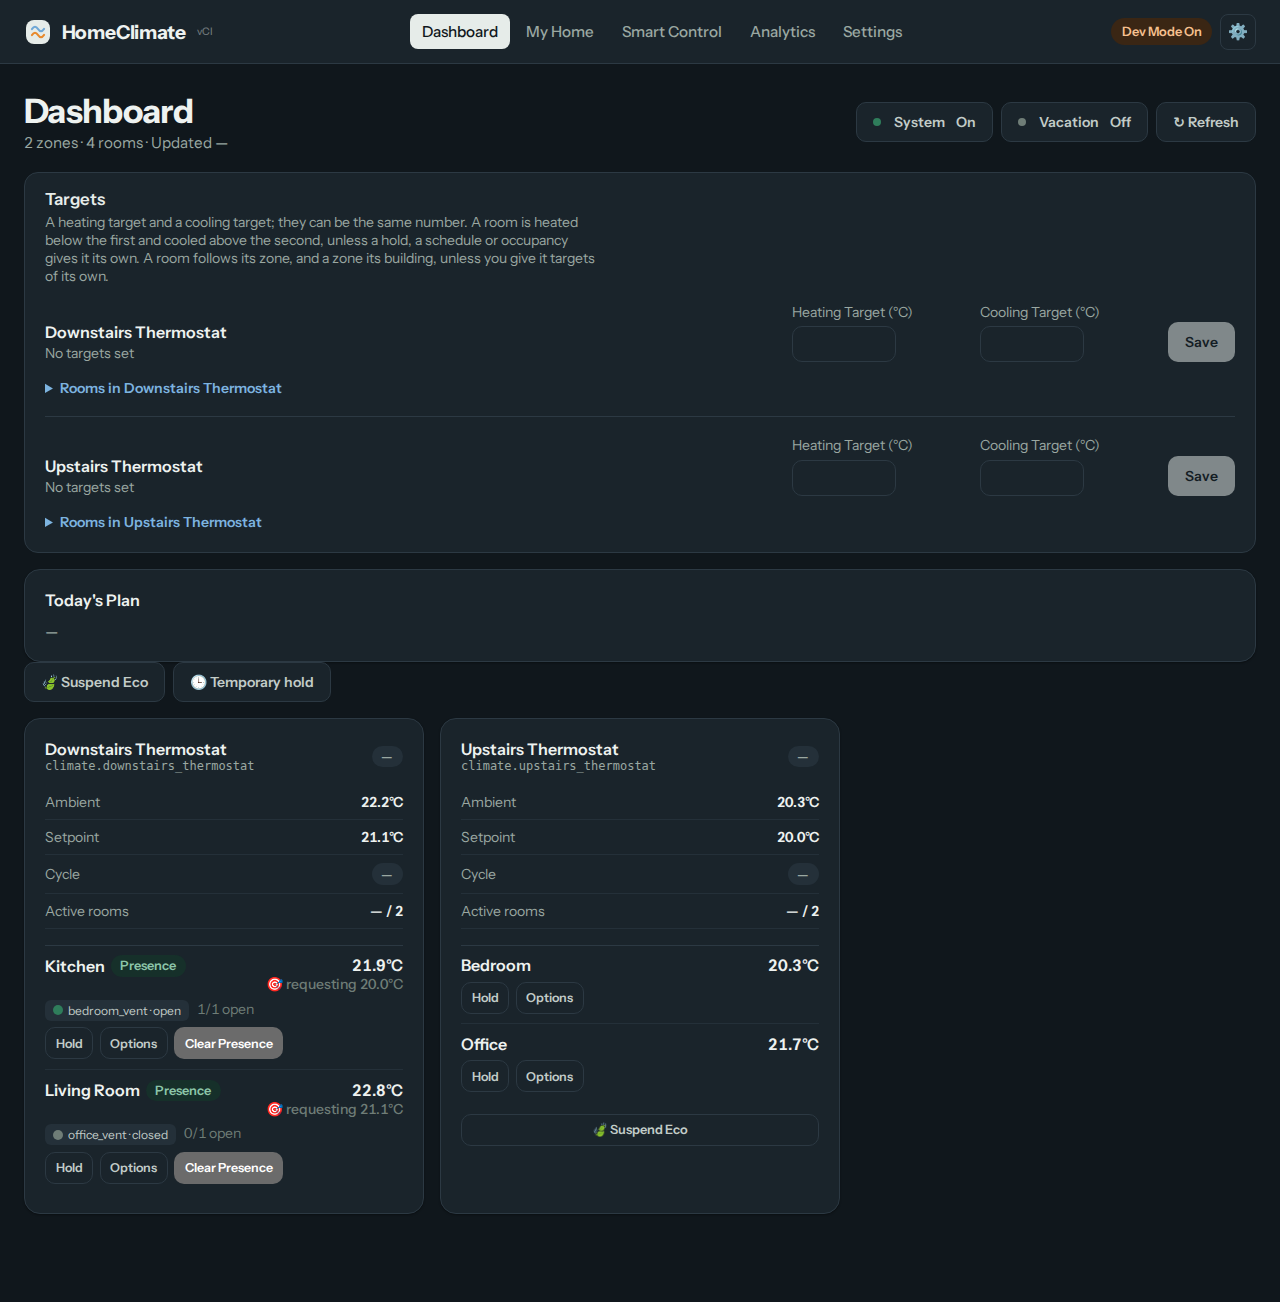 HomeClimate vCI
Dashboard
My Home
Smart Control
Analytics
Settings
Dev Mode On
Dashboard
2 zones · 4 rooms · Updated —
System On
Vacation Off
↻ Refresh
Targets
A heating target and a cooling target; they can be the same number. A room is heated
below the first and cooled above the second, unless a hold, a schedule or occupancy
gives it its own. A room follows its zone, and a zone its building, unless you give it targets
of its own.
Downstairs Thermostat
No targets set
Heating Target (°C)
Cooling Target (°C)
Save
▶ Rooms in Downstairs Thermostat
Upstairs Thermostat
No targets set
Heating Target (°C)
Cooling Target (°C)
Save
▶ Rooms in Upstairs Thermostat
Today's Plan
—
Suspend Eco
Temporary hold
Downstairs Thermostat
climate.downstairs_thermostat
—
Ambient 22.2°C
Setpoint 21.1°C
Cycle —
Active rooms — / 2
Kitchen Presence 21.9°C
🎯 requesting 20.0°C
bedroom_vent · open 1/1 open
Hold Options Clear Presence
Living Room Presence 22.8°C
🎯 requesting 21.1°C
office_vent · closed 0/1 open
Hold Options Clear Presence
Upstairs Thermostat
climate.upstairs_thermostat
—
Ambient 20.3°C
Setpoint 20.0°C
Cycle —
Active rooms — / 2
Bedroom 20.3°C
Hold Options
Office 21.7°C
Hold Options
Suspend Eco